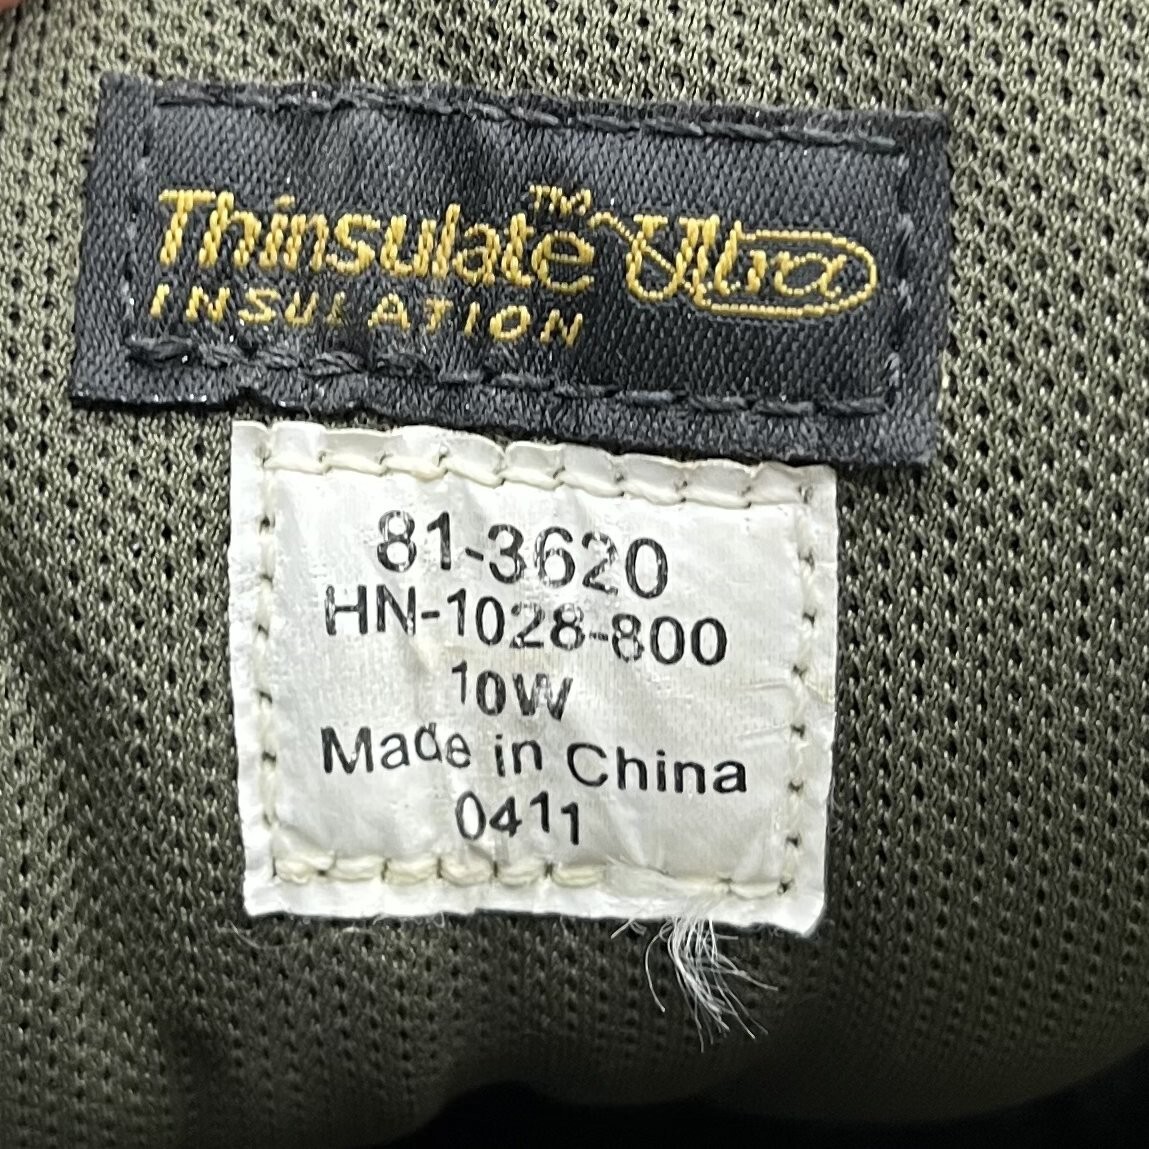 Thinsulate™ Ultra
INSULATION
81-3620
HN-1028-800
10W
Made in China
0411